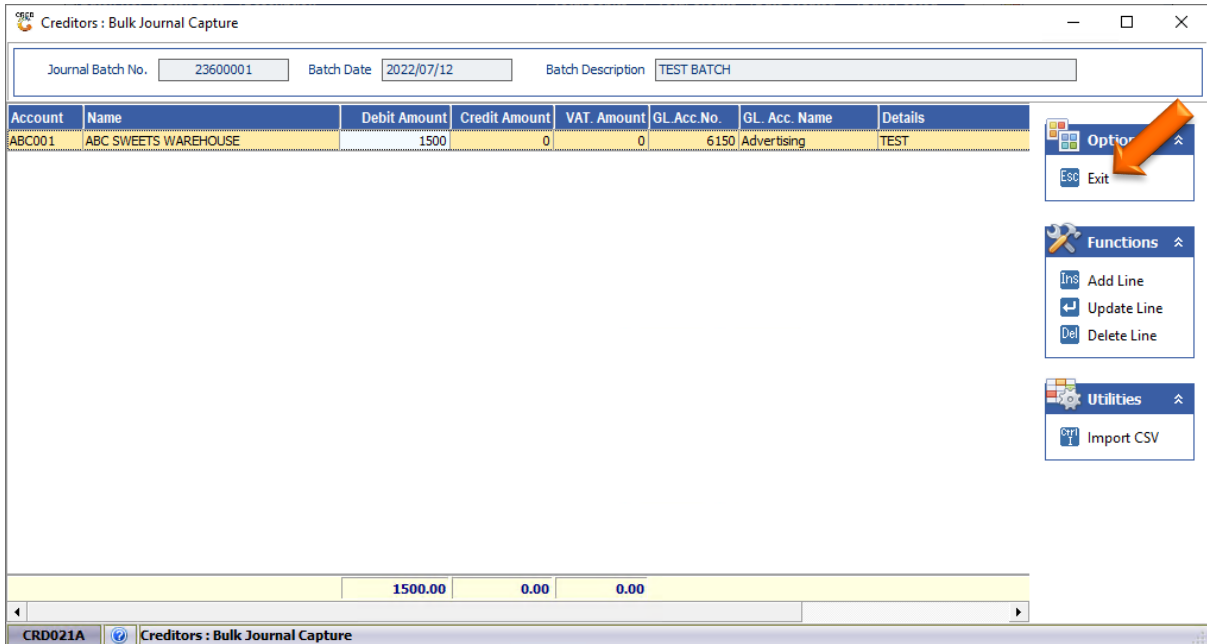 Creditors : Bulk Journal Capture
Journal Batch No. 23600001 Batch Date 2022/07/12 Batch Description TEST BATCH
Account Name Debit Amount Credit Amount VAT. Amount GL.Acc.No. GL. Acc. Name Details
ABC001 ABC SWEETS WAREHOUSE 1500 0 0 6150 Advertising TEST
Options
Esc Exit
Functions
Ins Add Line
Update Line
Del Delete Line
Utilities
Ctrl I Import CSV
1500.00 0.00 0.00
CRD021A Creditors : Bulk Journal Capture